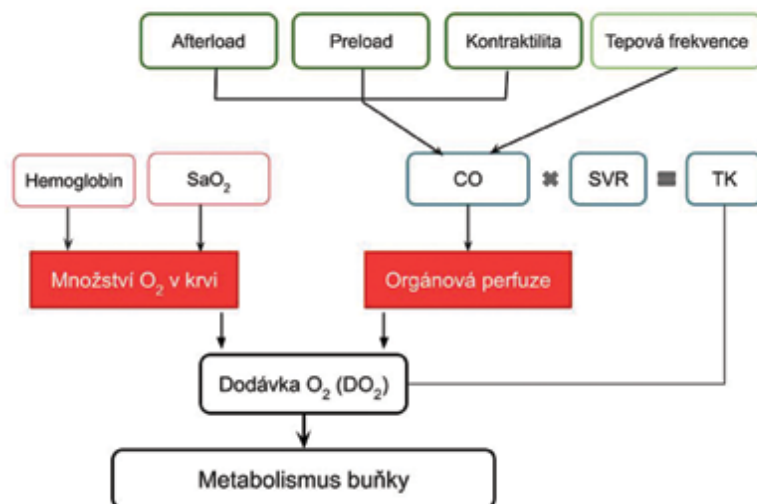 Afterload
Preload
Kontraktilita
Tepová frekvence
Hemoglobin
SaO₂
CO ✖ SVR = TK
Množství O₂ v krvi
Orgánová perfuze
Dodávka O₂ (DO₂)
Metabolismus buňky